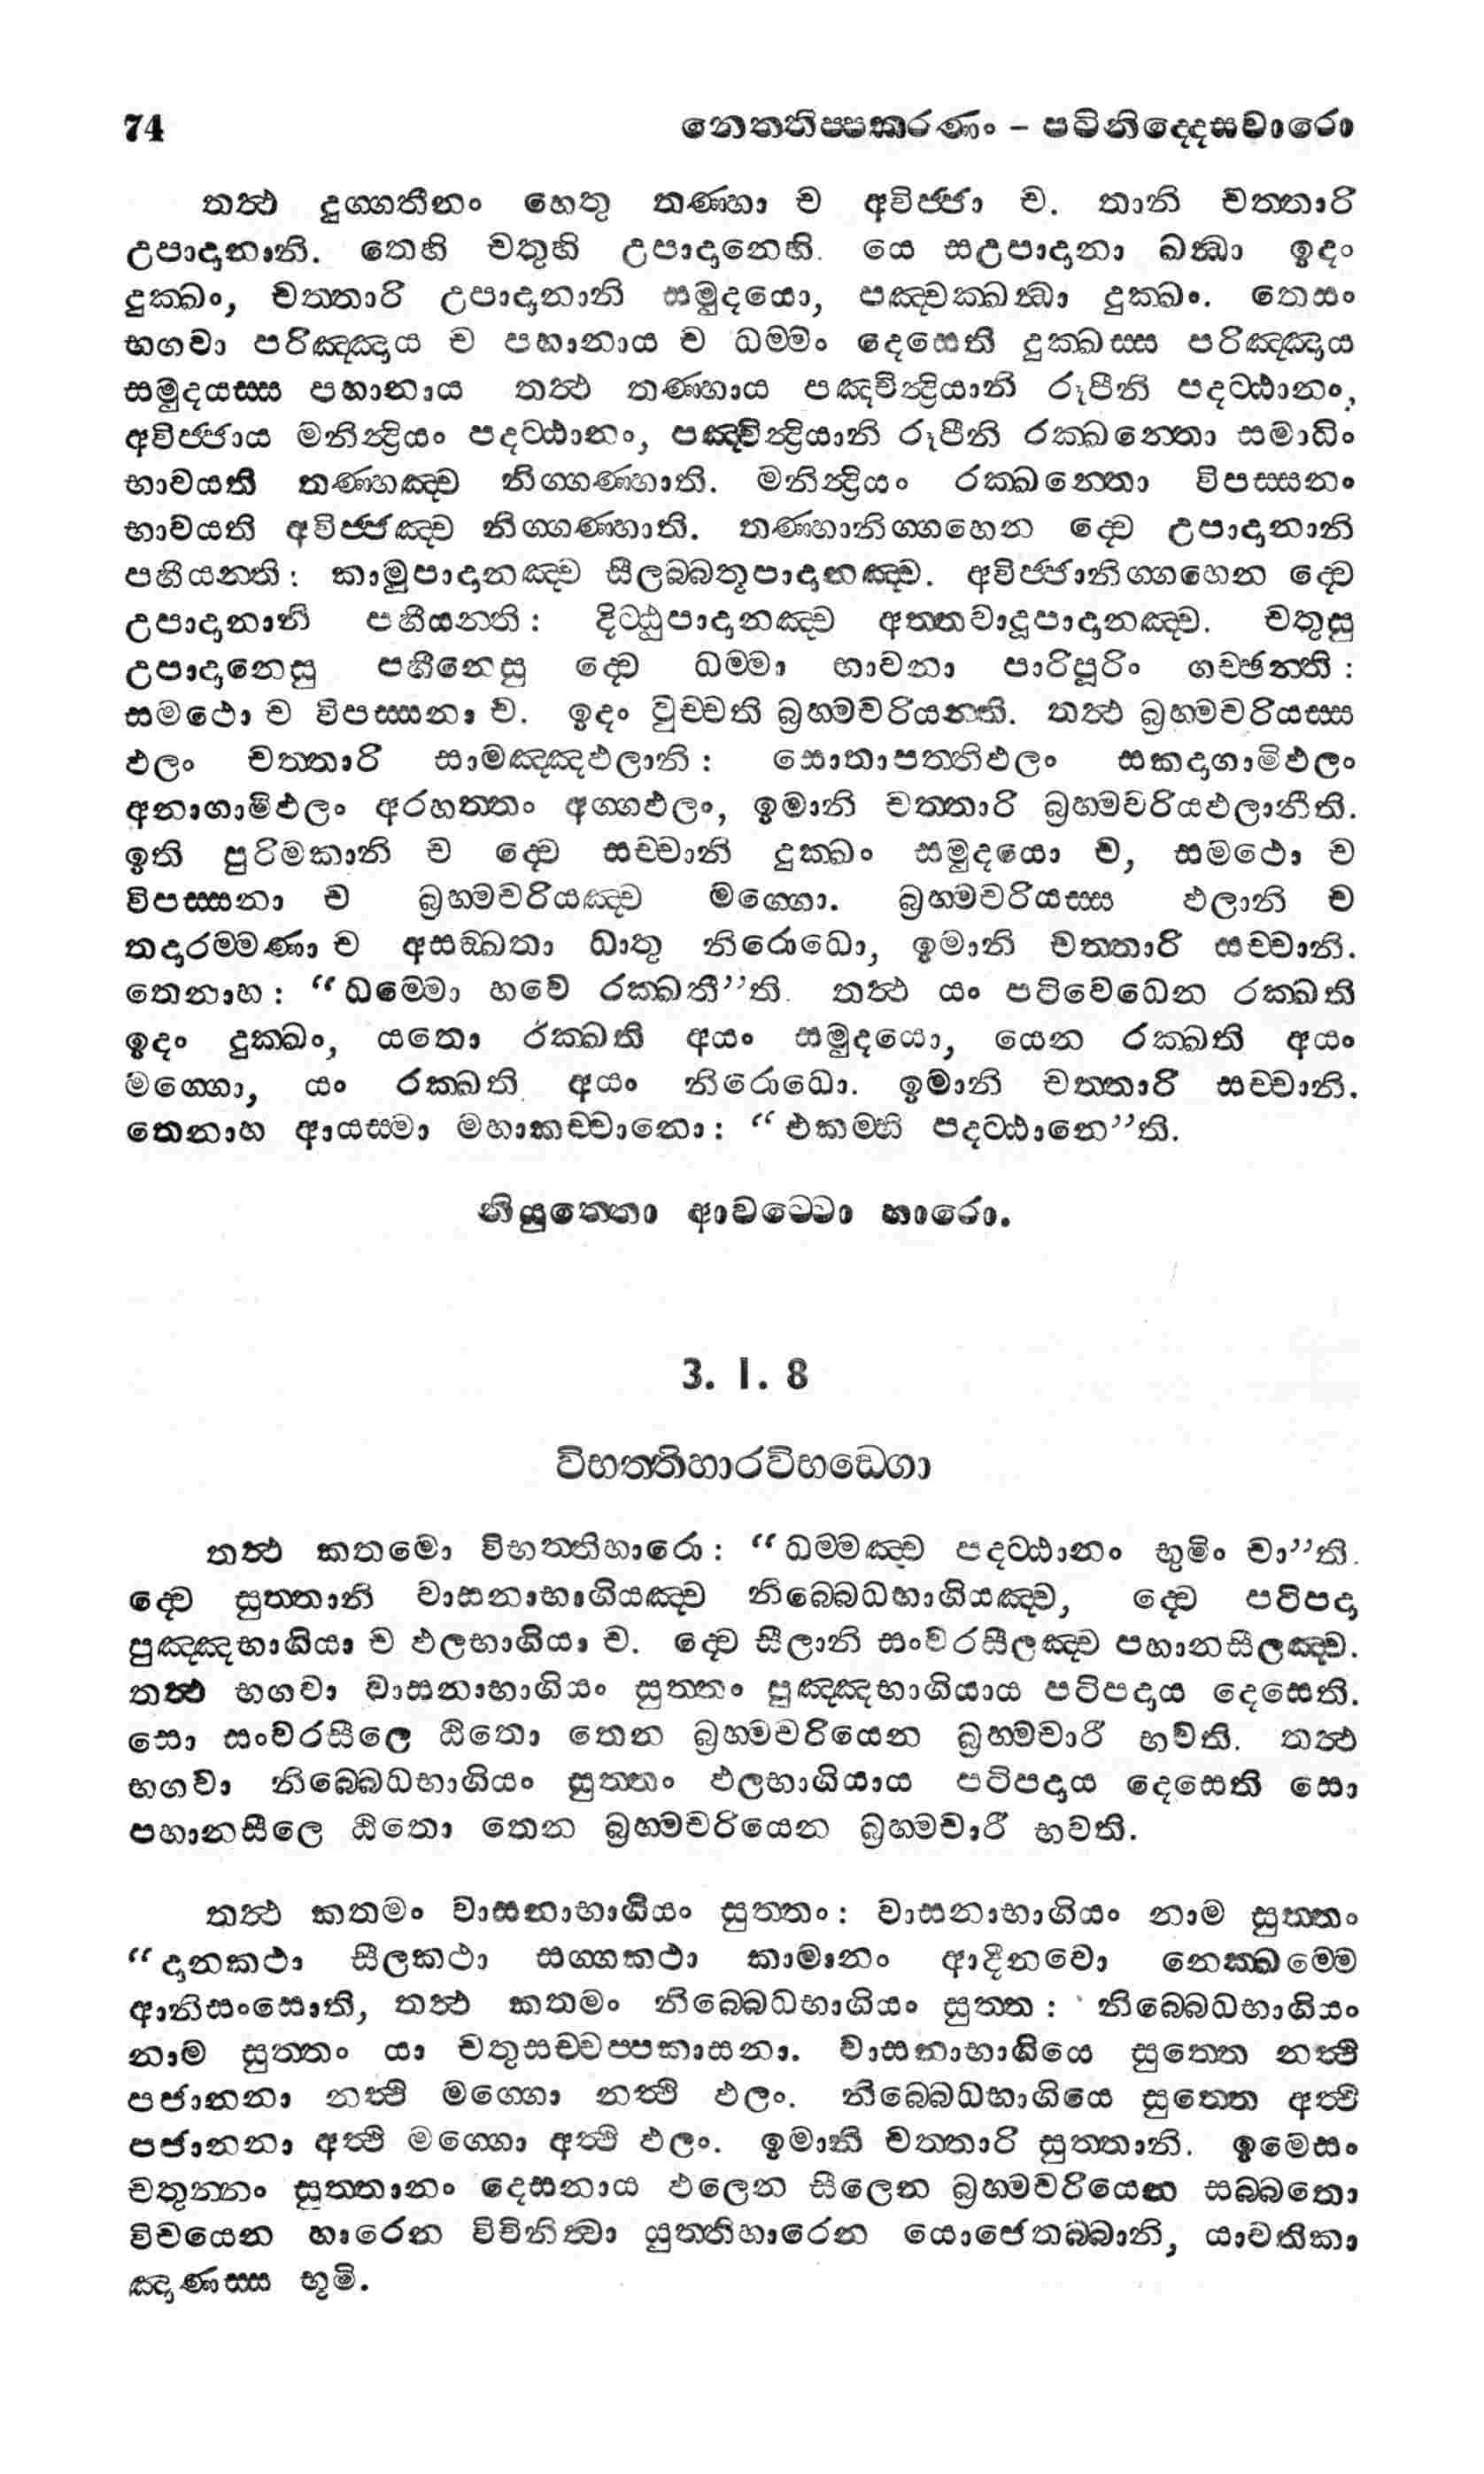 74 නෙත්තිප්පකරණං – පටිනිද්දෙසවාරො
තත්ථ දුග්ගතීනං හෙතු තණ්හා ච අවිජ්ජා ච. තානි චත්තාරි
උපාදානානි. තෙහි චතුහි උපාදානෙහි. යෙ සඋපාදානා ඛන්ධා ඉදං
දුක්ඛං, චත්තාරි උපාදානානි සමුදයො, පඤ්චක්ඛන්ධා දුක්ඛං. තෙසං
භගවා පරිඤ්ඤාය ච පහානාය ච ධම්මං දෙසෙති දුක්ඛස්ස පරිඤ්ඤාය
සමුදයස්ස පහානාය තත්ථ තණ්හාය පඤ්චින්ද්‍රියානි රූපීනි පදට්ඨානං,
අවිජ්ජාය මනින්ද්‍රියං පදට්ඨානං, පඤ්චින්ද්‍රියානි රූපීනි රක්ඛන්තො සමාධිං
භාවයති තණ්හඤ්ච නිග්ගණ්හාති. මනින්ද්‍රියං රක්ඛන්තො විපස්සනං
භාවයති අවිජ්ජඤ්ච නිග්ගණ්හාති. තණ්හානිග්ගහෙන ද්වෙ උපාදානානි
පහීයන්ති: කාමූපාදානඤ්ච සීලබ්බතූපාදානඤ්ච. අවිජ්ජානිග්ගහෙන ද්වෙ
උපාදානානි පහීයන්ති: දිට්ඨුපාදානඤ්ච අත්තවාදූපාදානඤ්ච. චතුසු
උපාදානෙසු පහීනෙසු ද්වෙ ධම්මා භාවනා පාරිපූරිං ගච්ඡන්ති:
සමථො ච විපස්සනා ච. ඉදං වුච්චති බ්‍රහ්මචරියන්ති. තත්ථ බ්‍රහ්මචරියස්ස
ඵලං චත්තාරි සාමඤ්ඤඵලානි: සොතාපත්තිඵලං සකදාගාමිඵලං
අනාගාමිඵලං අරහත්තං අග්ගඵලං, ඉමානි චත්තාරි බ්‍රහ්මචරියඵලානීති.
ඉති පුරිමකානි ච ද්වෙ සච්චානි දුක්ඛං සමුදයො ච, සමථො ච
විපස්සනා ච බ්‍රහ්මචරියඤ්ච මග්ගො. බ්‍රහ්මචරියස්ස ඵලානි ච
තදාරම්මණා ච අසඞ්ඛතා ධාතු නිරොධො, ඉමානි චත්තාරි සච්චානි.
තෙනාහ: “ධම්මො හවෙ රක්ඛතී”ති. තත්ථ යං පටිවෙධෙන රක්ඛති
ඉදං දුක්ඛං, යතො රක්ඛති අයං සමුදයො, යෙන රක්ඛති අයං
මග්ගො, යං රක්ඛති අයං නිරොධො. ඉමානි චත්තාරි සච්චානි.
තෙනාහ ආයස්මා මහාකච්චානො: “එකම්හි පදට්ඨානෙ”ති.
නියුත්තො ආවට්ටො හාරො.
3. 1. 8
විභත්තිහාරවිභඞ්ගො
තත්ථ කතමො විභත්තිහාරො: “ධම්මඤ්ච පදට්ඨානං භූමිං චා”ති.
ද්වෙ සුත්තානි වාසනාභාගියඤ්ච නිබ්බෙධභාගියඤ්ච, ද්වෙ පටිපදා
පුඤ්ඤභාගියා ච ඵලභාගියා ච. ද්වෙ සීලානි සංවරසීලඤ්ච පහානසීලඤ්ච.
තත්ථ භගවා වාසනාභාගියං සුත්තං පුඤ්ඤභාගියාය පටිපදාය දෙසෙති.
සො සංවරසීලෙ ඨිතො තෙන බ්‍රහ්මචරියෙන බ්‍රහ්මචාරී භවති. තත්ථ
භගවා නිබ්බෙධභාගියං සුත්තං ඵලභාගියාය පටිපදාය දෙසෙති සො
පහානසීලෙ ඨිතො තෙන බ්‍රහ්මචරියෙන බ්‍රහ්මචාරී භවති.
තත්ථ කතමං වාසනාභාගියං සුත්තං: වාසනාභාගියං නාම සුත්තං
“දානකථා සීලකථා සග්ගකථා කාමානං ආදීනවො නෙක්ඛම්මෙ
ආනිසංසොති, තත්ථ කතමං නිබ්බෙධභාගියං සුත්ත: නිබ්බෙධභාගියං
නාම සුත්තං යා චතුසච්චප්පකාසනා. වාසනාභාගියෙ සුත්තෙ නත්ථි
පජානනා නත්ථි මග්ගො නත්ථි ඵලං. නිබ්බෙධභාගියෙ සුත්තෙ අත්ථි
පජානනා අත්ථි මග්ගො අත්ථි ඵලං. ඉමානි චත්තාරි සුත්තානි. ඉමෙසං
චතුන්නං සුත්තානං දෙසනාය ඵලෙන සීලෙන බ්‍රහ්මචරියෙන සබ්බතො
විචයෙන හාරෙන විචිනිත්වා යුත්තිහාරෙන යොජෙතබ්බානි, යාවතිකා
ඤාණස්ස භූමි.